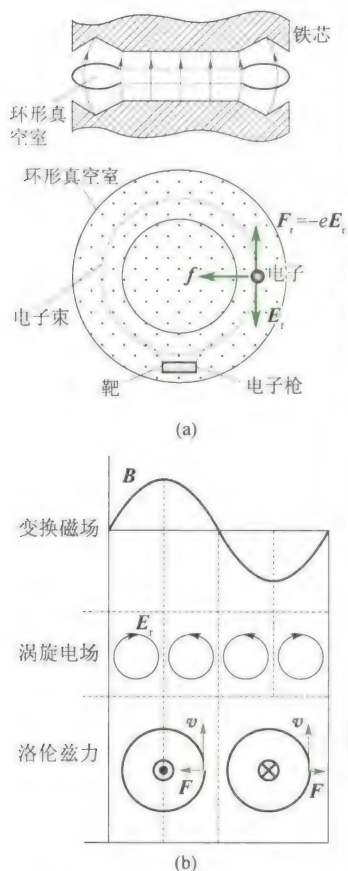 铁芯
环形真
空室
环形真空室
F_r=-eE_r
f
电子
电子束
E_r
靶
电子枪
(a)
B
变换磁场
E_r
涡旋电场
v
v
洛伦兹力
F
F
(b)